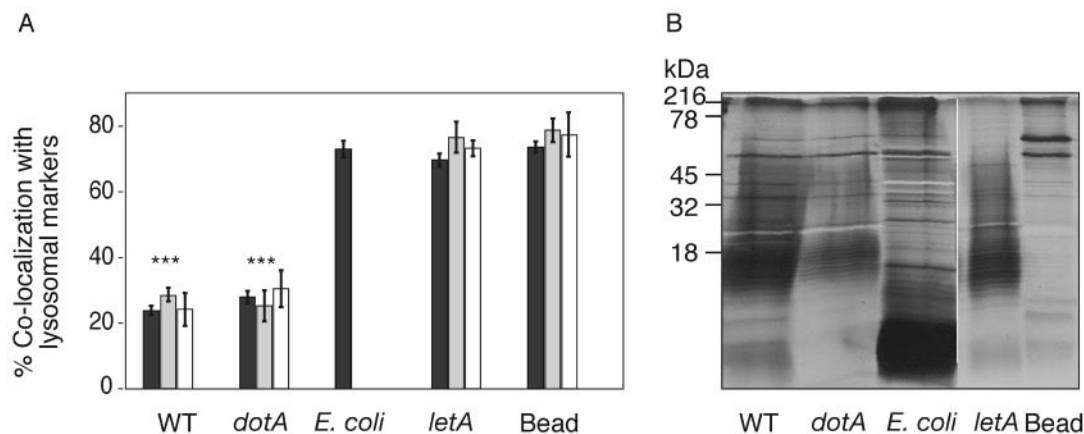 A
% Co-localization with
lysosomal markers
80
60
40
20
0
***
***
WT
dotA
E. coli
letA
Bead
B
kDa
216
78
45
32
18
WT
dotA
E. coli
letA
Bead